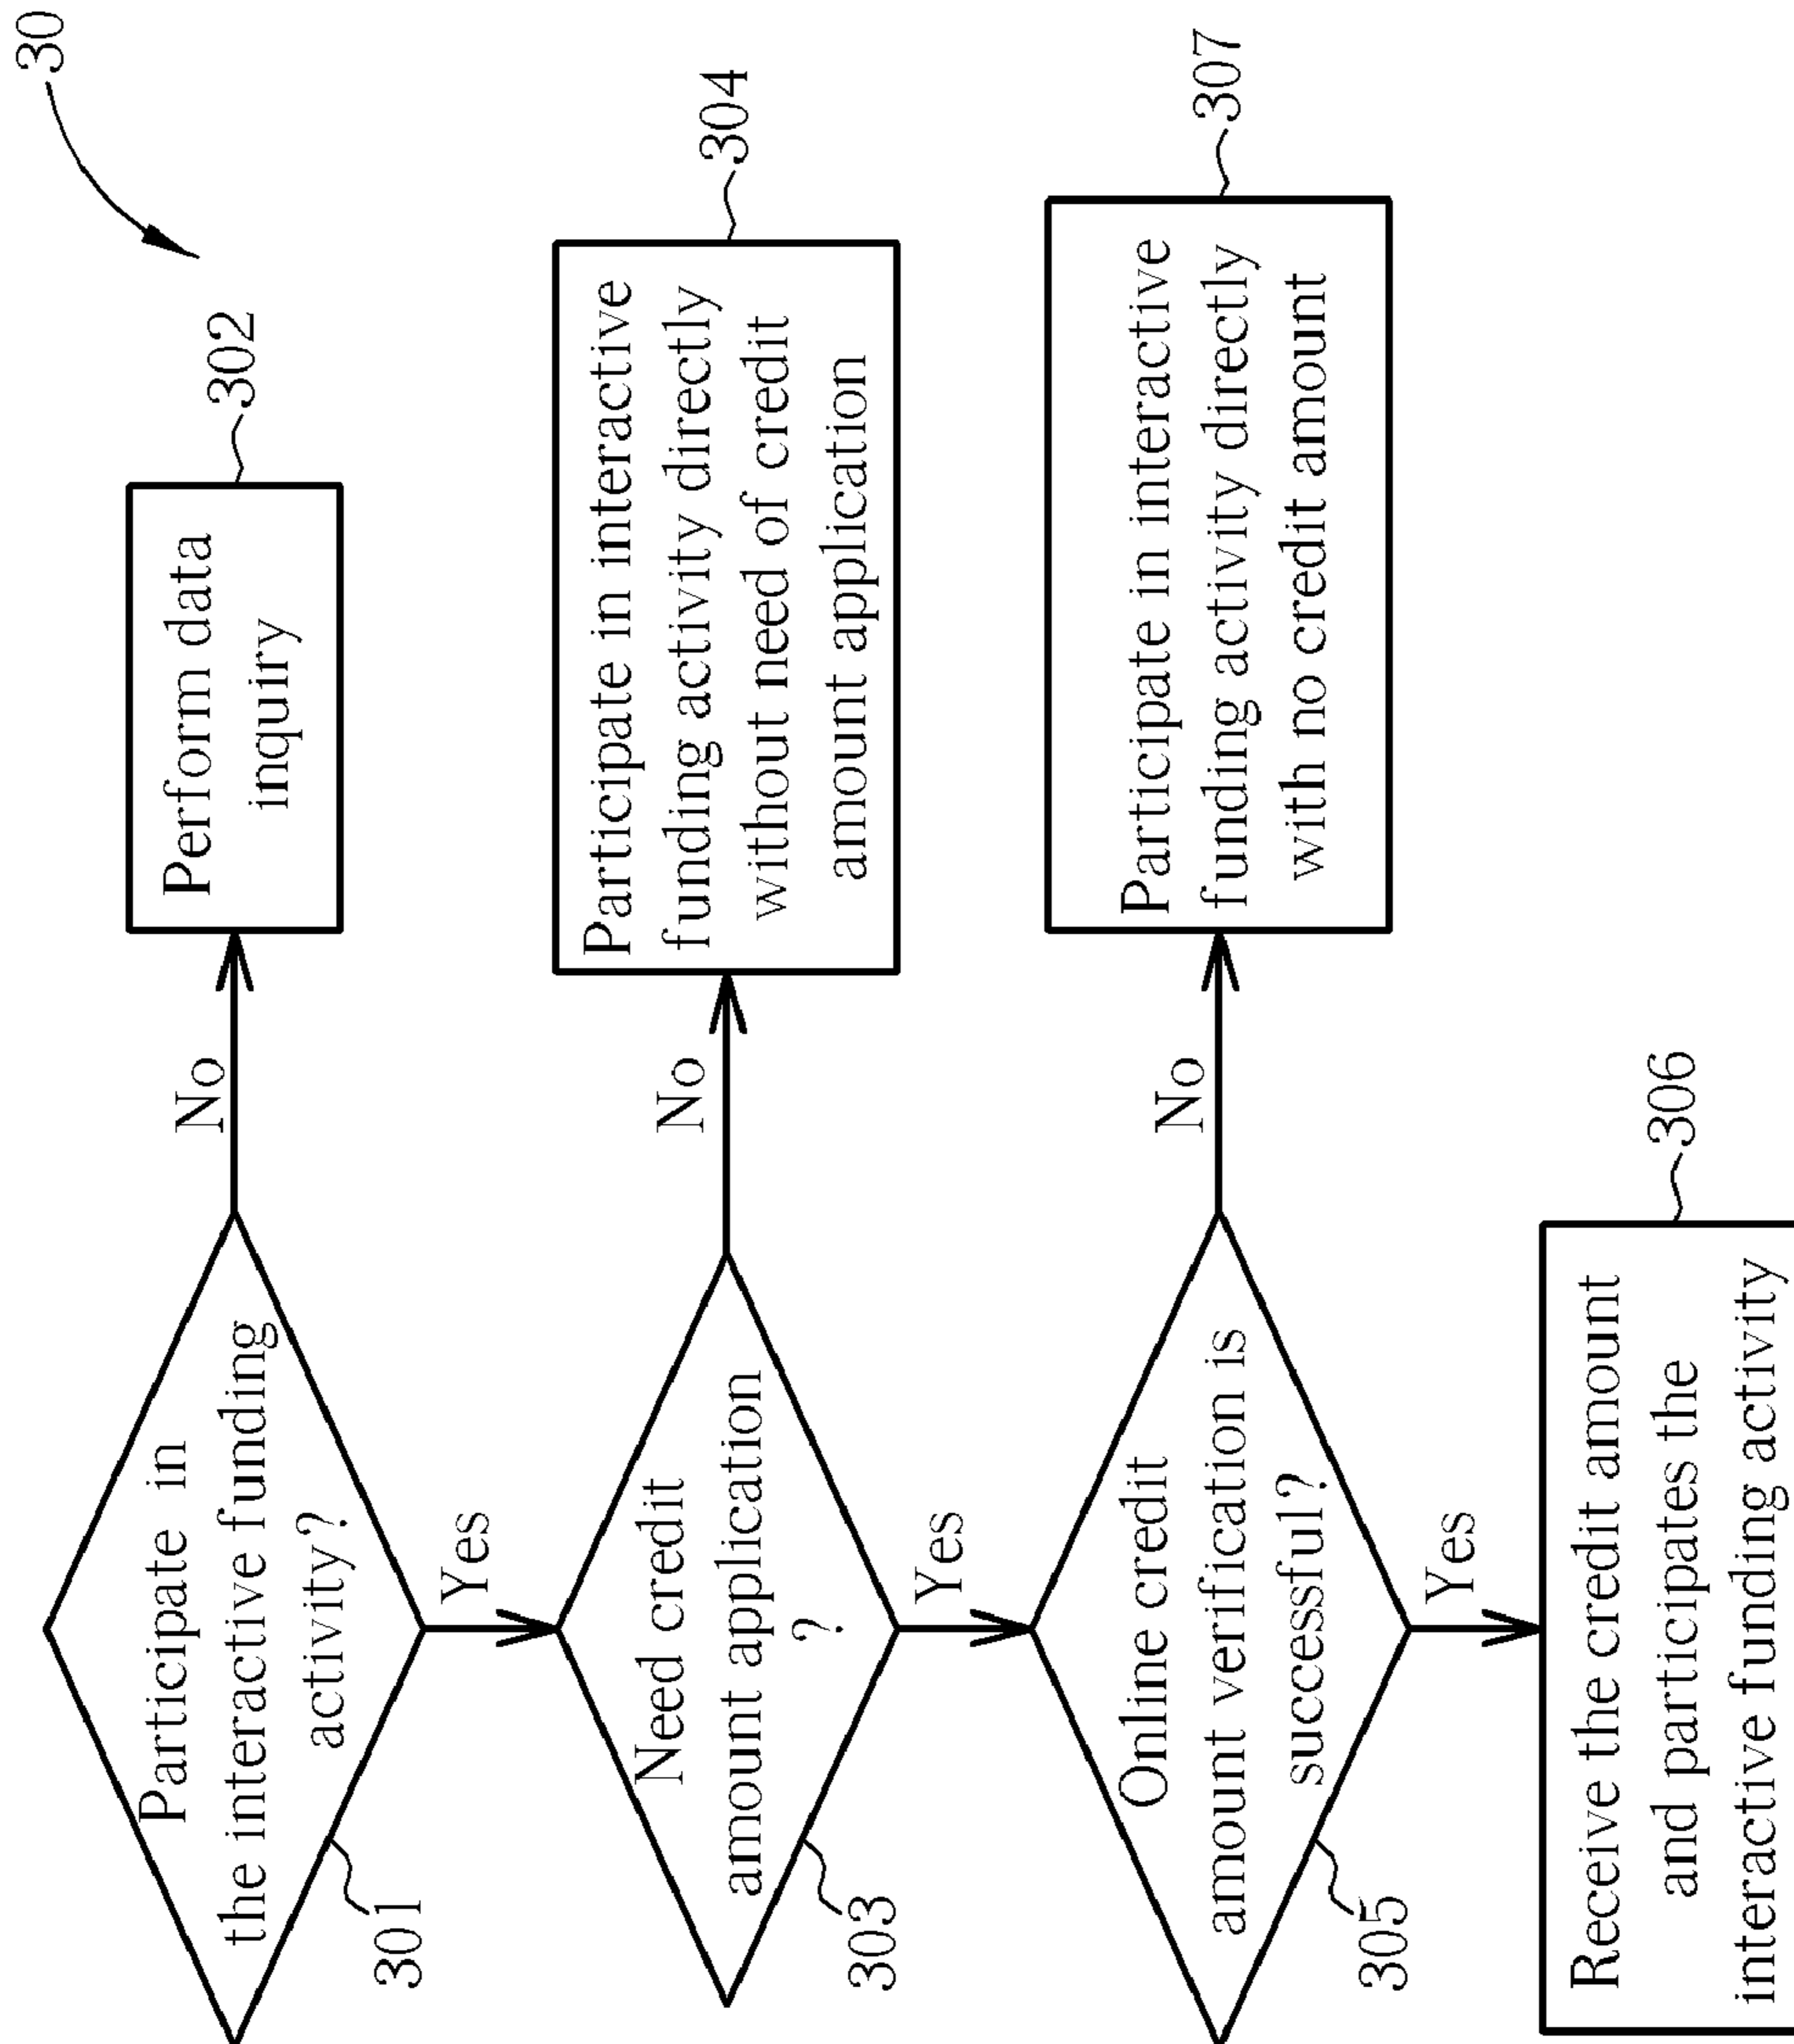 30
Participate in
the interactive funding
activity?
301
No
Perform data
inquiry
302
Yes
Need credit
amount application
?
303
No
Participate in interactive
funding activity directly
without need of credit
amount application
304
Yes
Online credit
amount verification is
successful?
305
No
Participate in interactive
funding activity directly
with no credit amount
307
Yes
Receive the credit amount
and participates the
interactive funding activity
306